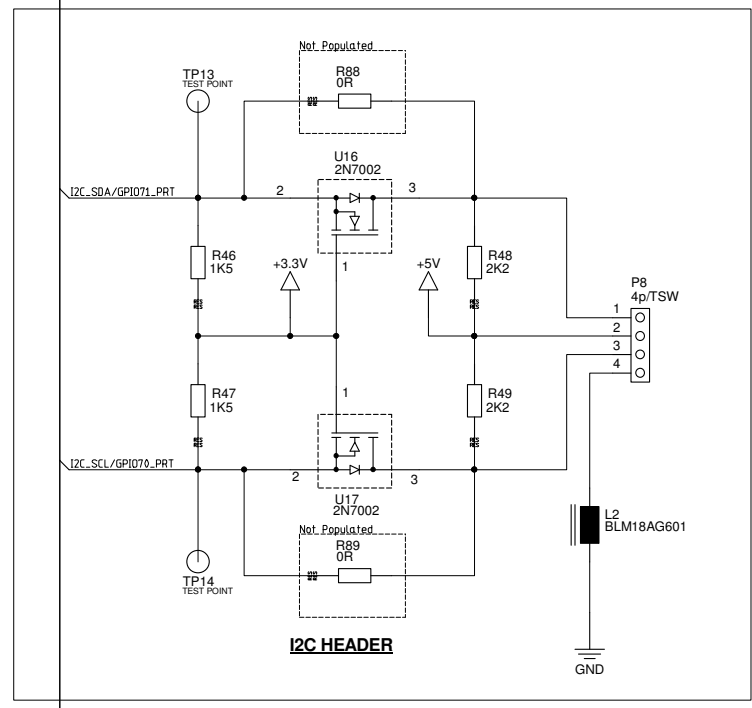 Not Populated
R88
0R
TP13
TEST POINT
RES
U16
2N7002
I2C_SDA/GPIO71_PRT
2
3
R46
1K5
+3.3V
1
+5V
R48
2K2
P8
4p/TSW
1
2
3
4
R47
1K5
1
R49
2K2
I2C_SCL/GPIO70_PRT
2
3
U17
2N7002
L2
BLM18AG601
Not Populated
R89
0R
RES
TP14
TEST POINT
I2C HEADER
GND